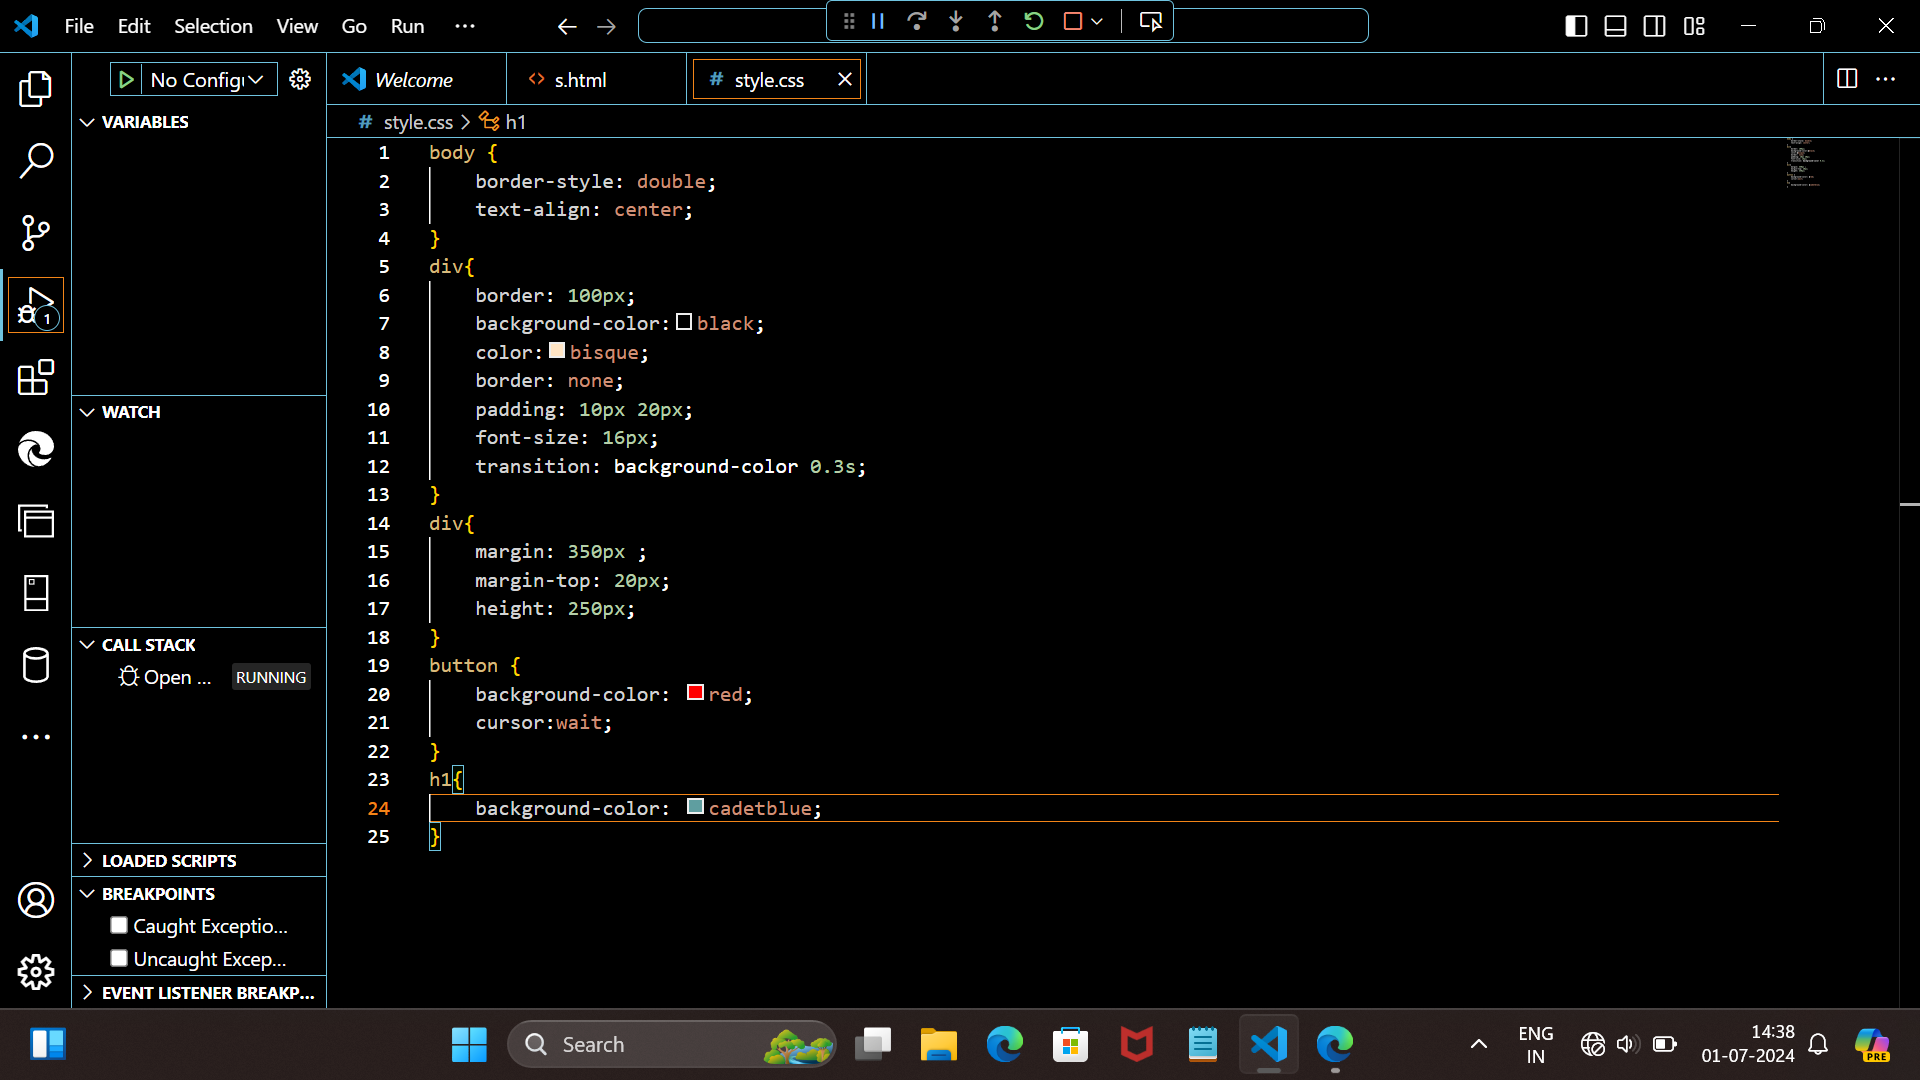 File Edit Selection View Go Run ···
No Configu
Welcome
s.html
# style.css
# style.css > h1
VARIABLES
WATCH
CALL STACK
Open ... RUNNING
LOADED SCRIPTS
BREAKPOINTS
Caught Exceptio...
Uncaught Excep...
EVENT LISTENER BREAKP...
1
1 body {
2 border-style: double;
3 text-align: center;
4 }
5 div{
6 border: 100px;
7 background-color: black;
8 color: bisque;
9 border: none;
10 padding: 10px 20px;
11 font-size: 16px;
12 transition: background-color 0.3s;
13 }
14 div{
15 margin: 350px ;
16 margin-top: 20px;
17 height: 250px;
18 }
19 button {
20 background-color: red;
21 cursor:wait;
22 }
23 h1{
24 background-color: cadetblue;
25 }
Search
ENG
IN
14:38
01-07-2024
PRE